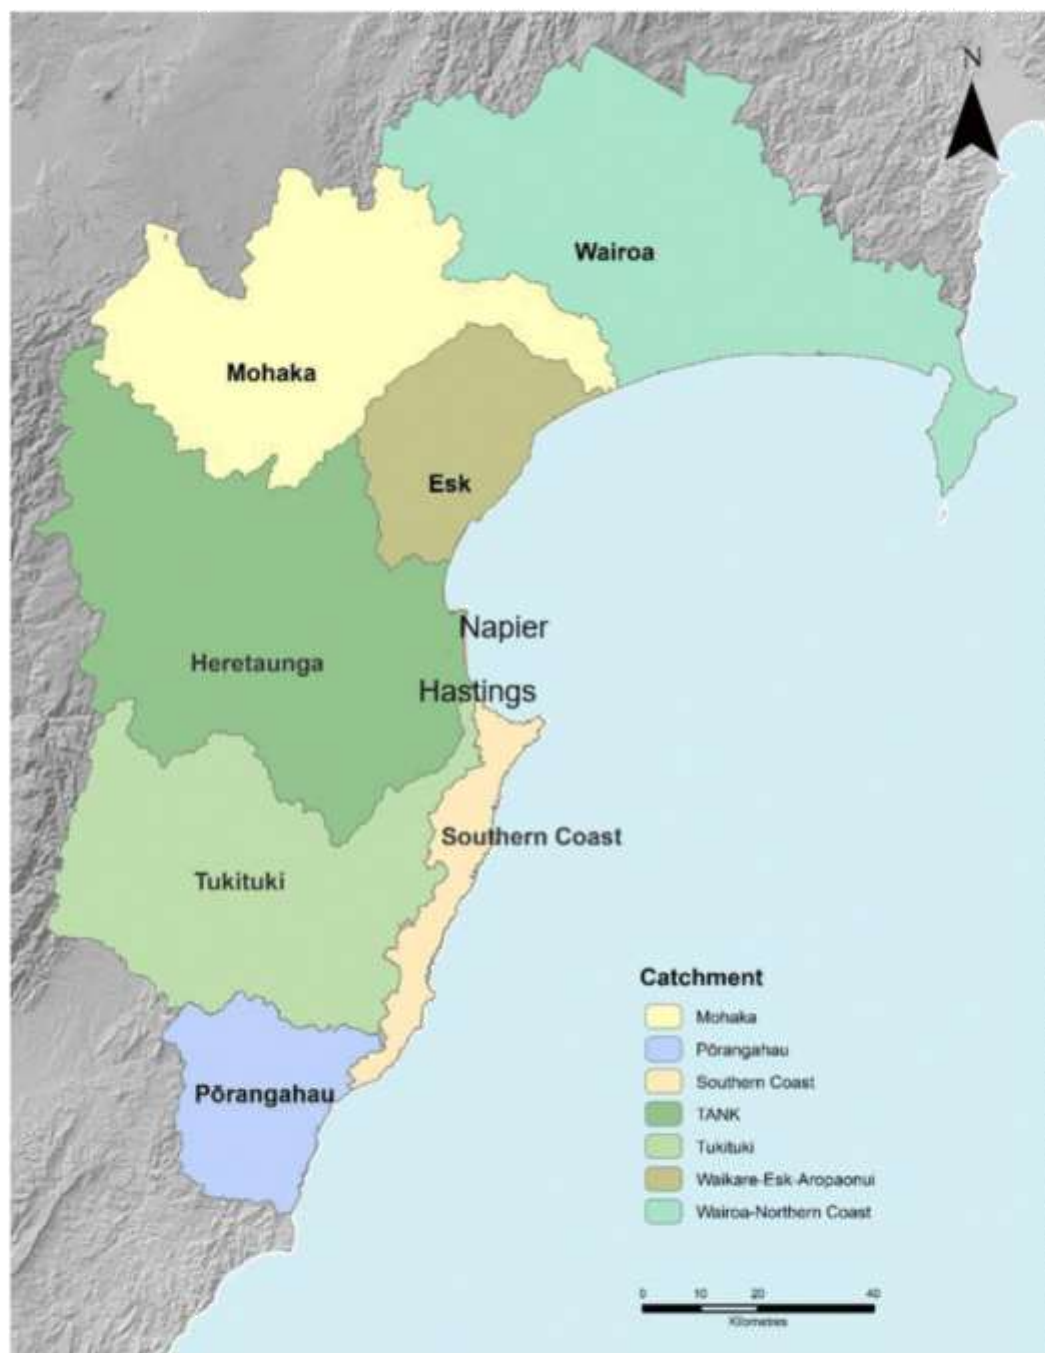 N
Wairoa
Mohaka
Esk
Napier
Heretaunga
Hastings
Southern Coast
Tukituki
Pōrangahau
Catchment
Mohaka
Pōrangahau
Southern Coast
TANK
Tukituki
Waikare-Esk-Aropaonui
Wairoa-Northern Coast
0 10 20 40
Kilometres